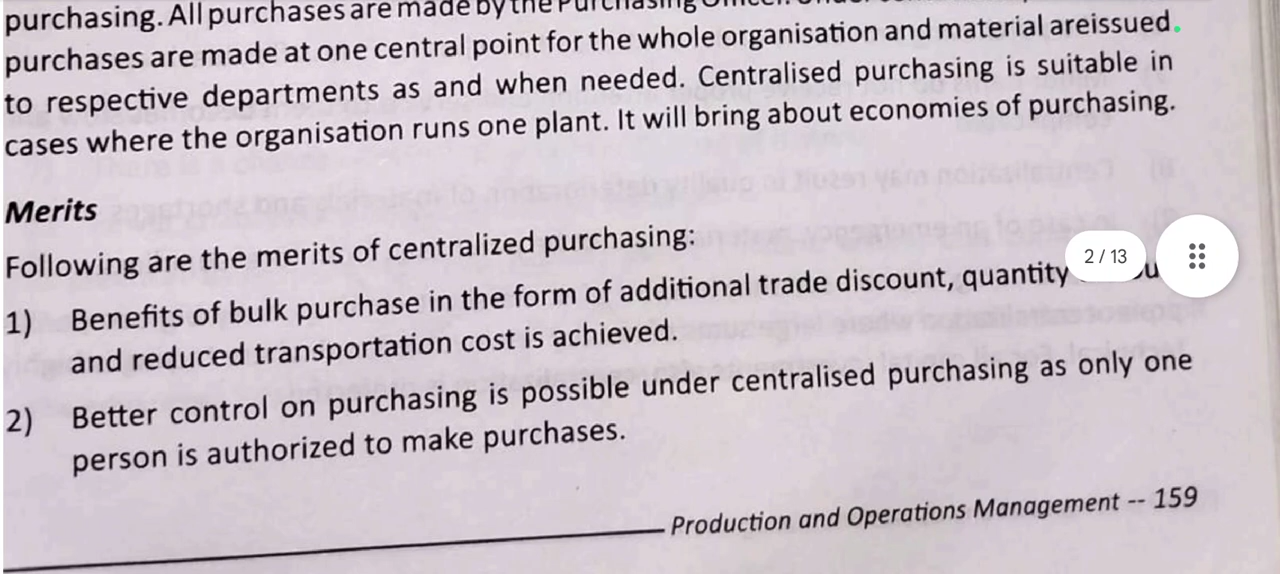 purchasing. All purchases are made by the Purchasing
purchases are made at one central point for the whole organisation and material areissued.
to respective departments as and when needed. Centralised purchasing is suitable in
cases where the organisation runs one plant. It will bring about economies of purchasing.
Merits
Following are the merits of centralized purchasing:
2 / 13
1) Benefits of bulk purchase in the form of additional trade discount, quantity
and reduced transportation cost is achieved.
2) Better control on purchasing is possible under centralised purchasing as only one
person is authorized to make purchases.
Production and Operations Management -- 159